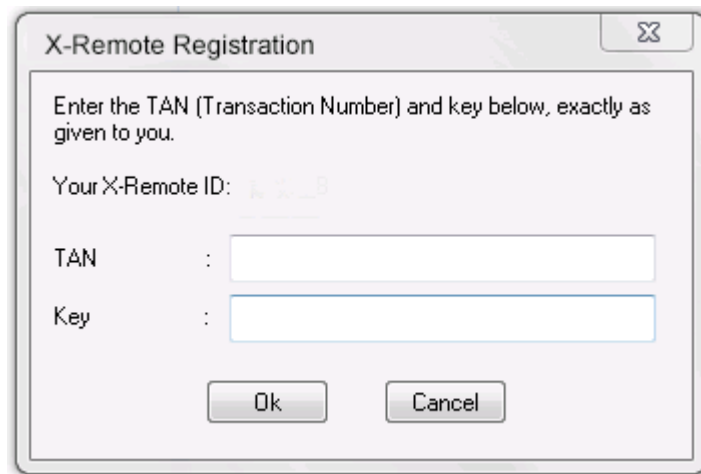 X-Remote Registration
Enter the TAN (Transaction Number) and key below, exactly as
given to you.
Your X-Remote ID:
TAN :
Key :
Ok Cancel